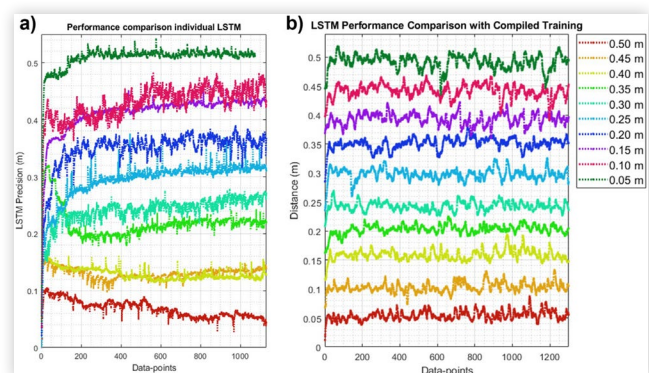 a)
Performance comparison individual LSTM
LSTM Precision (m)
0.5
0.4
0.3
0.2
0.1
0
0
200
400
600
800
1000
Data-points
b)
LSTM Performance Comparison with Compiled Training
Distance (m)
0.5
0.45
0.4
0.35
0.3
0.25
0.2
0.15
0.1
0.05
0
0
200
400
600
800
1000
1200
Data-points
0.50 m
0.45 m
0.40 m
0.35 m
0.30 m
0.25 m
0.20 m
0.15 m
0.10 m
0.05 m